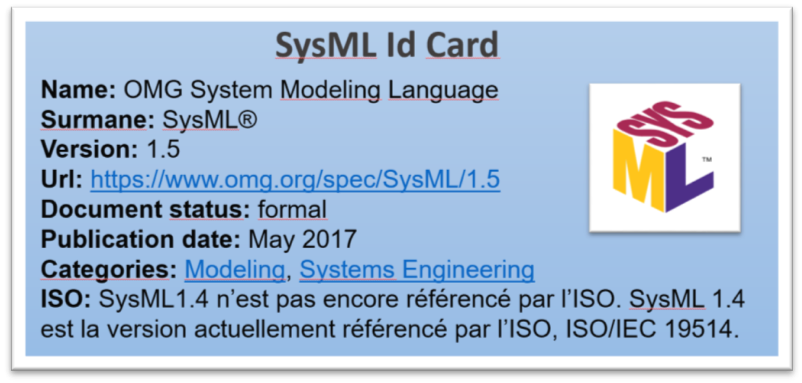 SysML Id Card
Name: OMG System Modeling Language
Surmane: SysML®
Version: 1.5
Url: https://www.omg.org/spec/SysML/1.5
Document status: formal
Publication date: May 2017
Categories: Modeling, Systems Engineering
ISO: SysML1.4 n’est pas encore référencé par l’ISO. SysML 1.4
est la version actuellement référencé par l’ISO, ISO/IEC 19514.
SYS
ML™